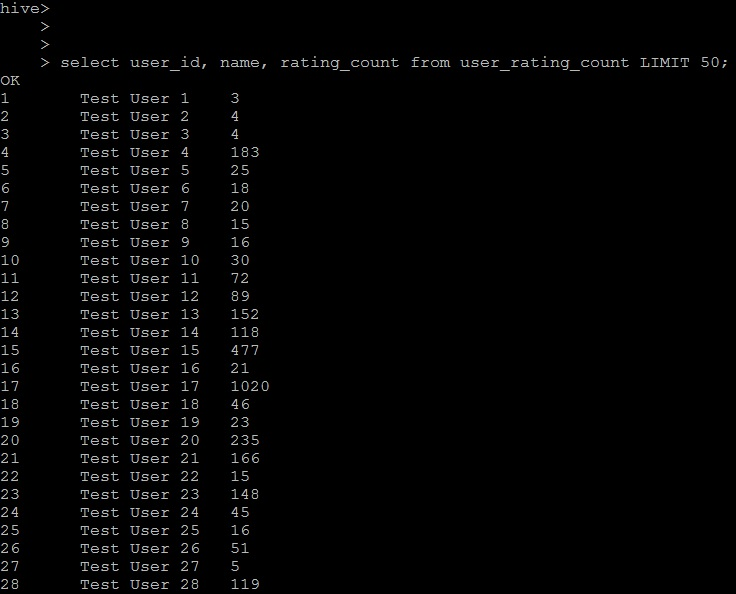 hive>
>
>
> select user_id, name, rating_count from user_rating_count LIMIT 50;
OK
1 Test User 1 3
2 Test User 2 4
3 Test User 3 4
4 Test User 4 183
5 Test User 5 25
6 Test User 6 18
7 Test User 7 20
8 Test User 8 15
9 Test User 9 16
10 Test User 10 30
11 Test User 11 72
12 Test User 12 89
13 Test User 13 152
14 Test User 14 118
15 Test User 15 477
16 Test User 16 21
17 Test User 17 1020
18 Test User 18 46
19 Test User 19 23
20 Test User 20 235
21 Test User 21 166
22 Test User 22 15
23 Test User 23 148
24 Test User 24 45
25 Test User 25 16
26 Test User 26 51
27 Test User 27 5
28 Test User 28 119